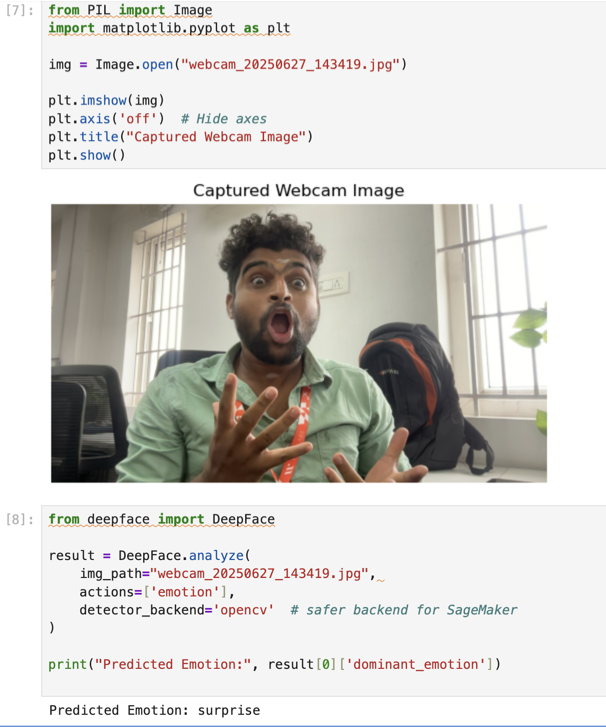 [7]:
from PIL import Image
import matplotlib.pyplot as plt
img = Image.open("webcam_20250627_143419.jpg")
plt.imshow(img)
plt.axis('off')  # Hide axes
plt.title("Captured Webcam Image")
plt.show()
Captured Webcam Image
[8]:
from deepface import DeepFace
result = DeepFace.analyze(
    img_path="webcam_20250627_143419.jpg",
    actions=['emotion'],
    detector_backend='opencv'  # safer backend for SageMaker
)
print("Predicted Emotion:", result[0]['dominant_emotion'])
Predicted Emotion: surprise